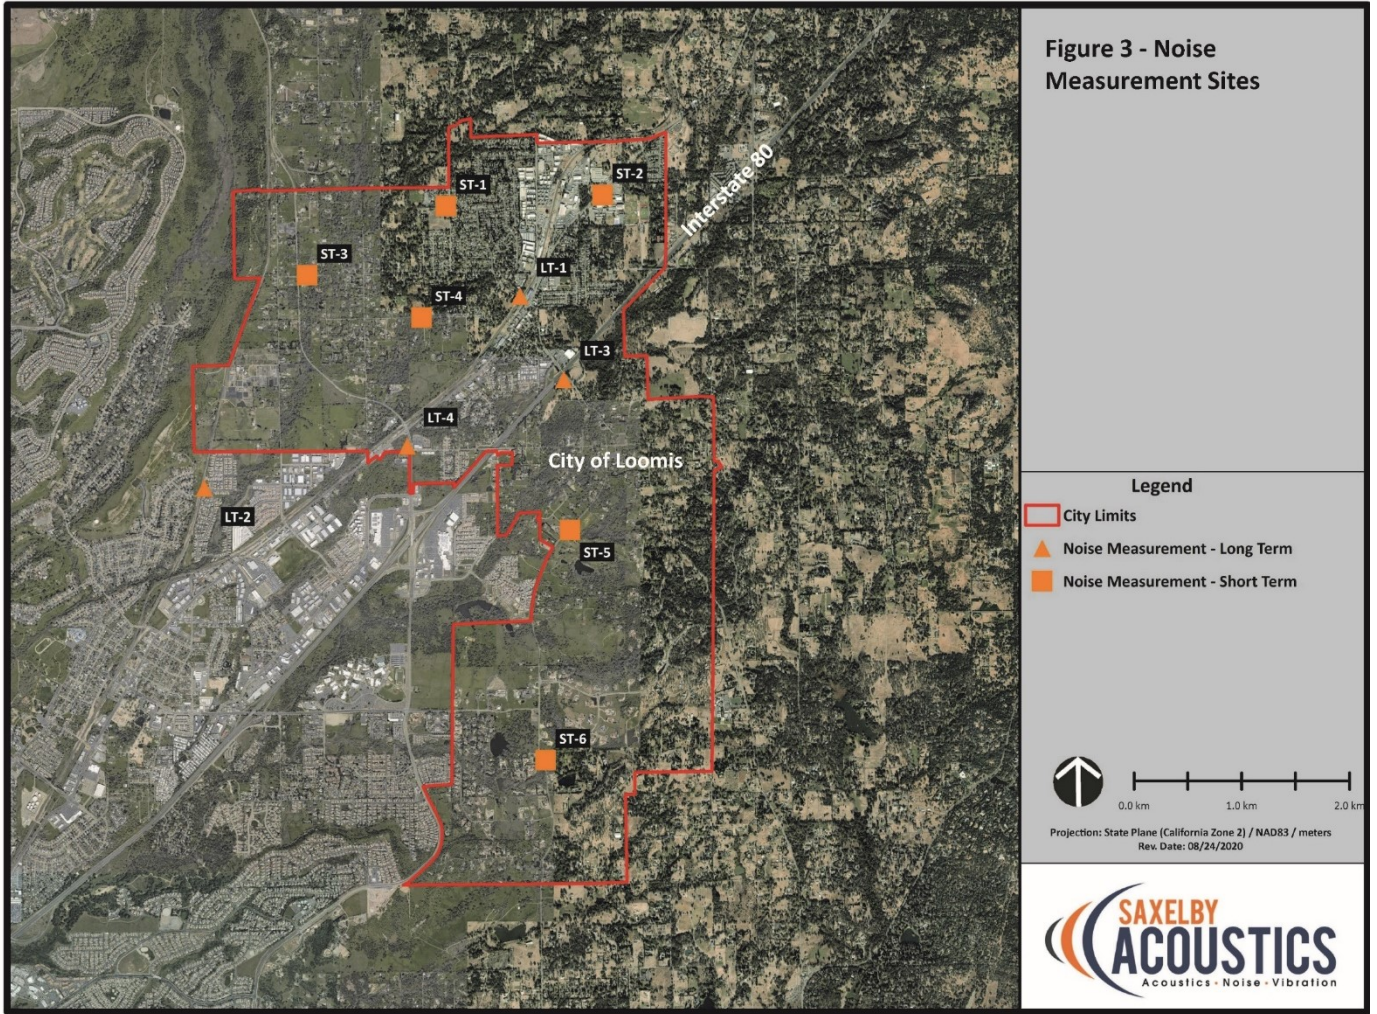 Figure 3 - Noise
Measurement Sites
Interstate 80
ST-1
ST-2
ST-3
LT-1
ST-4
LT-3
LT-4
City of Loomis
LT-2
ST-5
ST-6
Legend
City Limits
Noise Measurement - Long Term
Noise Measurement - Short Term
0.0 km 1.0 km 2.0 km
Projection: State Plane (California Zone 2) / NAD83 / meters
Rev. Date: 08/24/2020
SAXELBY
ACOUSTICS
Acoustics • Noise • Vibration